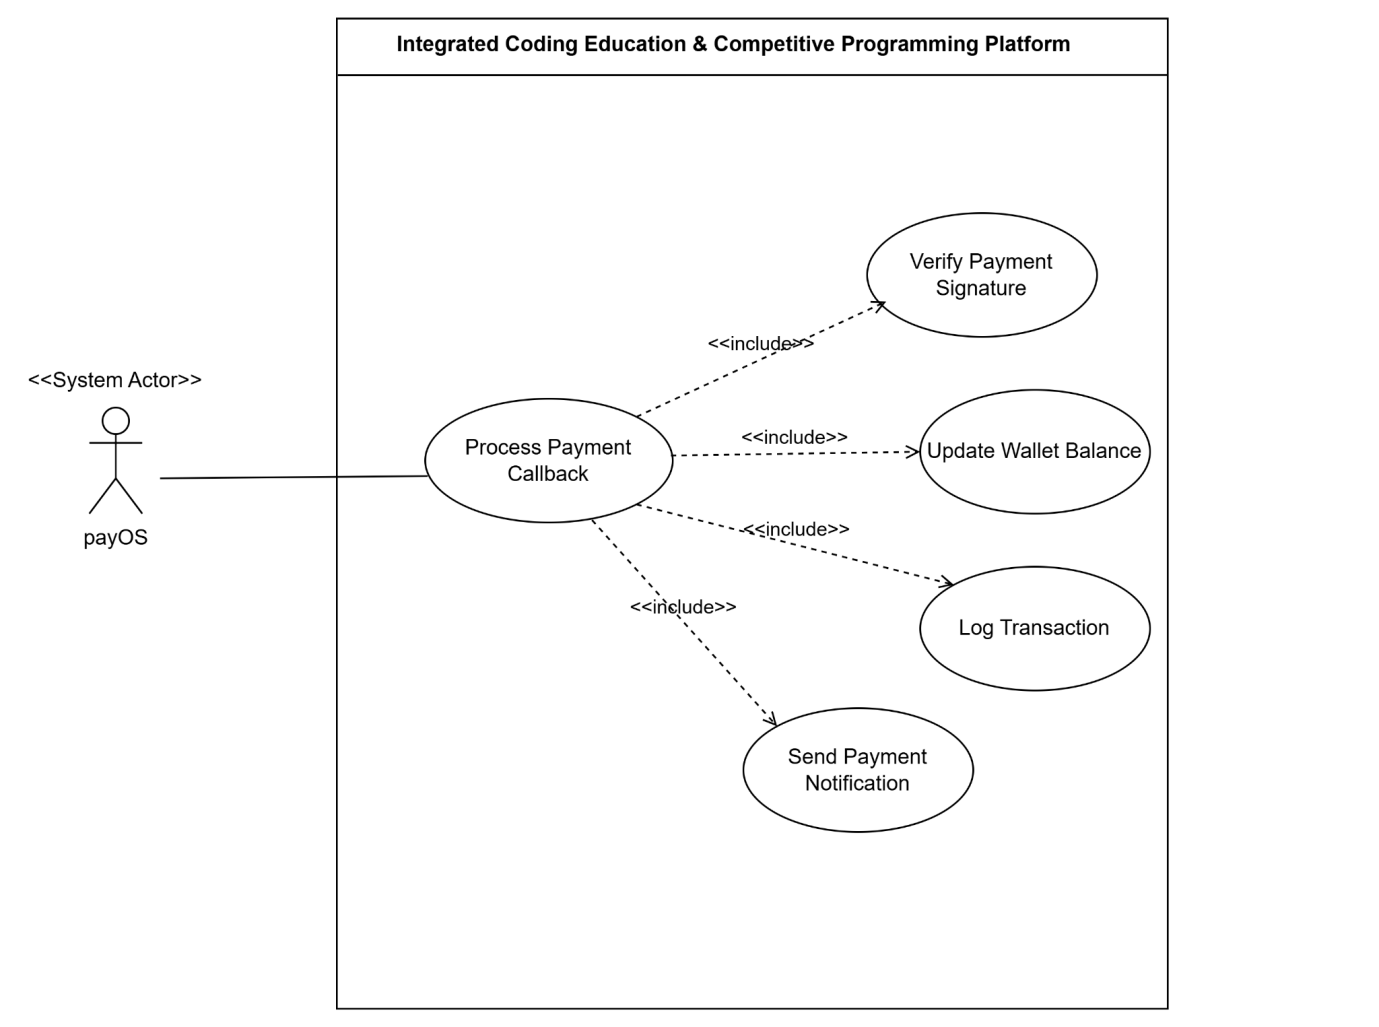 Integrated Coding Education & Competitive Programming Platform
Verify Payment
Signature
<<include>>
<<System Actor>>
payOS
Process Payment
Callback
<<include>>
Update Wallet Balance
<<include>>
Log Transaction
<<include>>
Send Payment
Notification